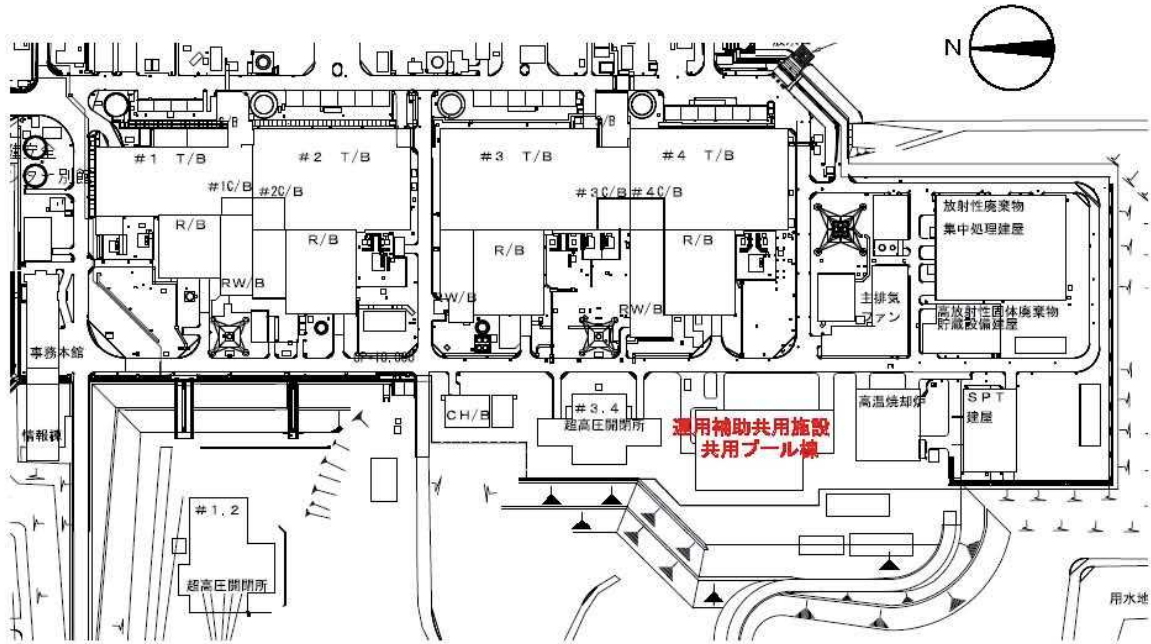 N
#1 T/B
#2 T/B
#3 T/B
#4 T/B
#1C/B
#2C/B
#3C/B
#4C/B
R/B
R/B
R/B
R/B
RW/B
RW/B
放射性廃棄物
集中処理建屋
主排気
ファン
高放射性固体廃棄物
貯蔵設備建屋
事務本館
情報棟
CH/B
#3.4
超高圧開閉所
運用補助共用施設
共用プール棟
高温焼却炉
SPT
建屋
#1.2
超高圧開閉所
用水地